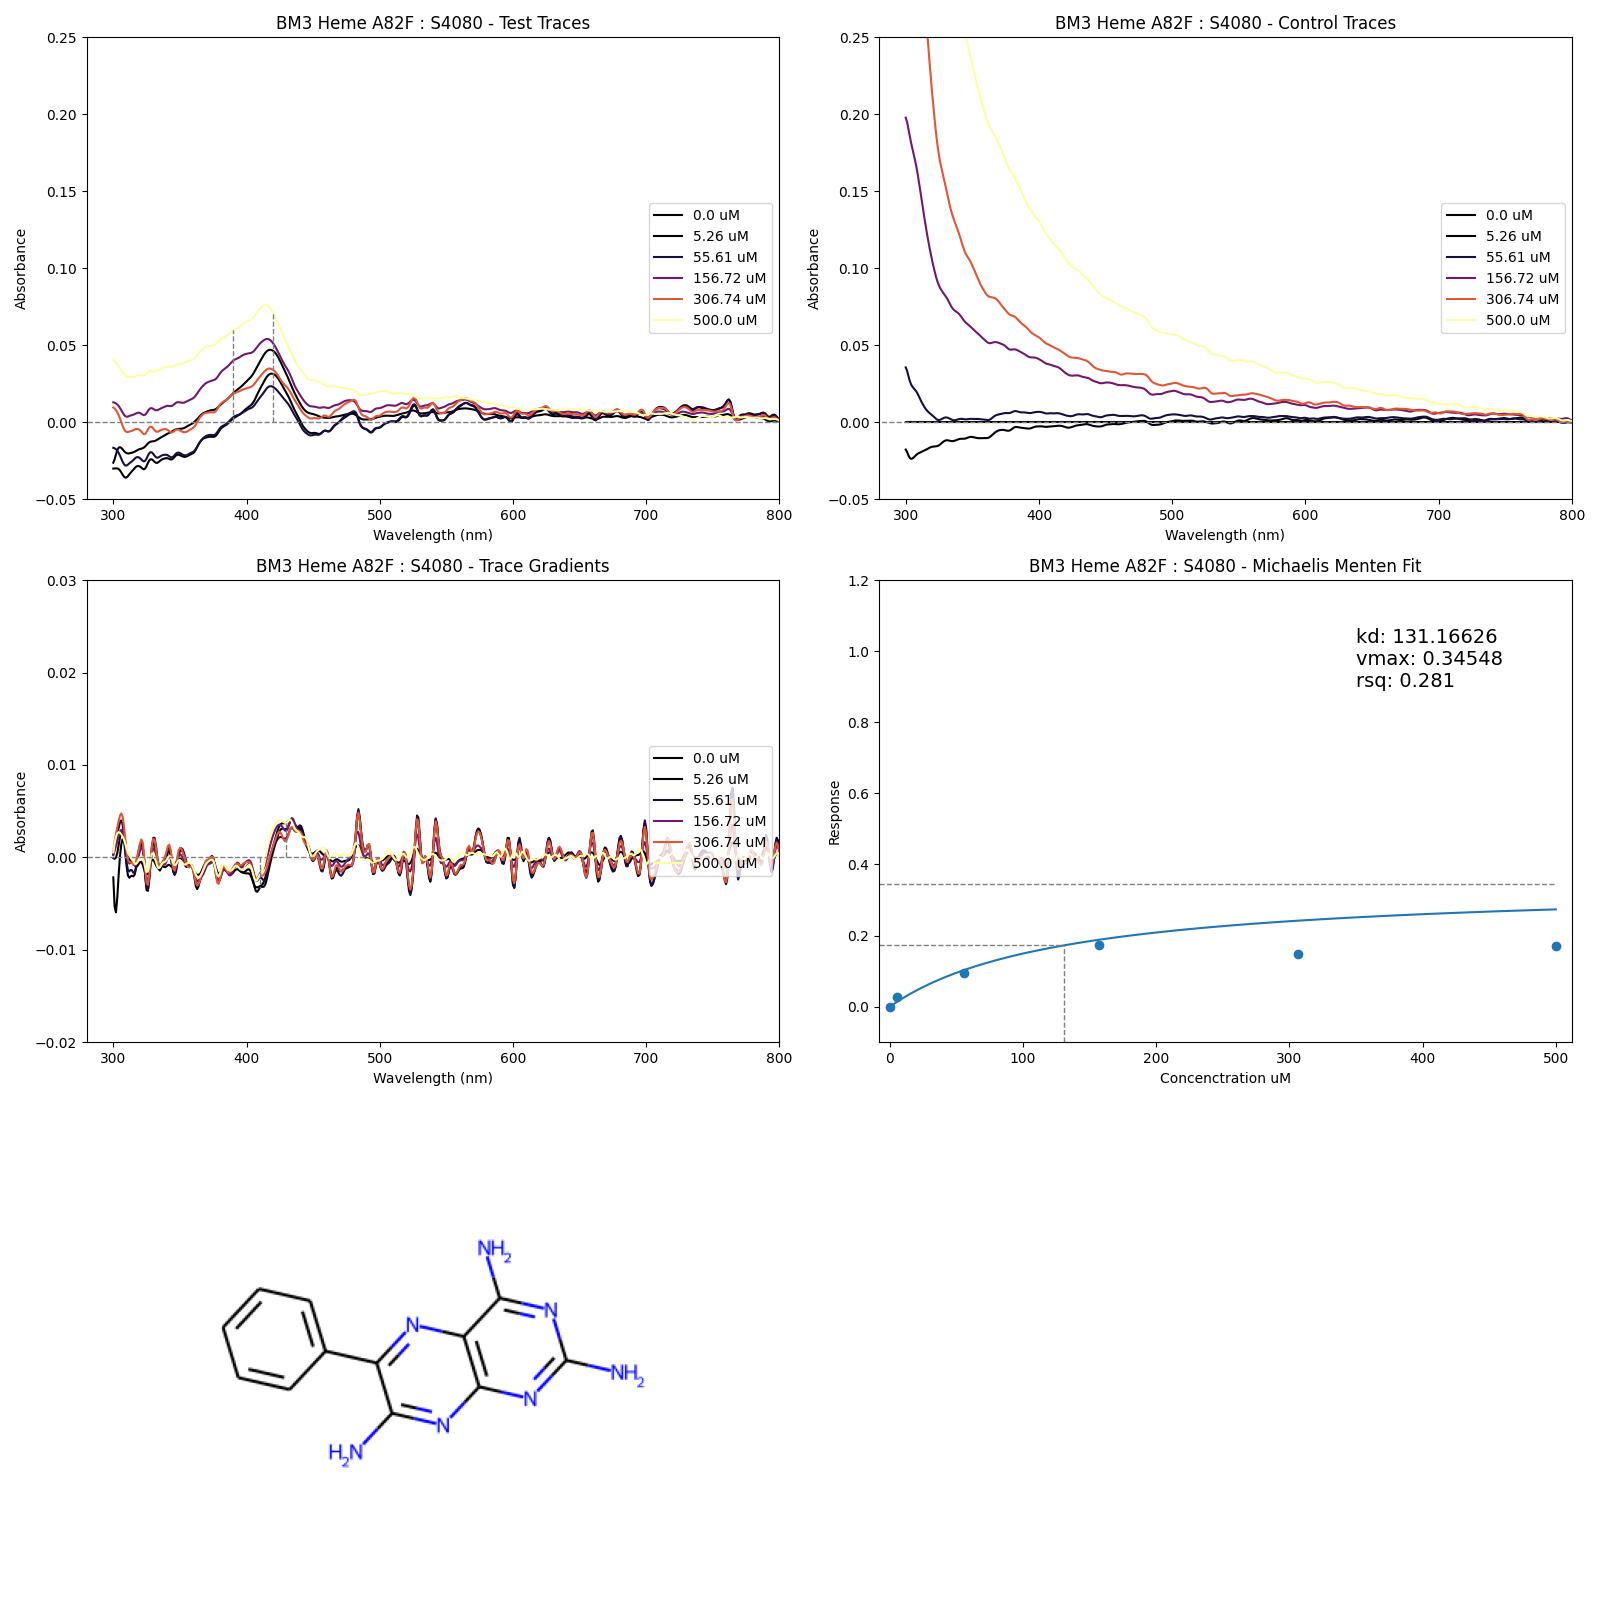 BM3 Heme A82F : S4080 - Test Traces
0.25
0.20
0.15
0.10
0.05
0.00
−0.05
Absorbance
300
400
500
600
700
800
Wavelength (nm)
0.0 uM
5.26 uM
55.61 uM
156.72 uM
306.74 uM
500.0 uM
BM3 Heme A82F : S4080 - Control Traces
0.25
0.20
0.15
0.10
0.05
0.00
−0.05
Absorbance
300
400
500
600
700
800
Wavelength (nm)
0.0 uM
5.26 uM
55.61 uM
156.72 uM
306.74 uM
500.0 uM
BM3 Heme A82F : S4080 - Trace Gradients
0.03
0.02
0.01
0.00
−0.01
−0.02
Absorbance
300
400
500
600
700
800
Wavelength (nm)
0.0 uM
5.26 uM
55.61 uM
156.72 uM
306.74 uM
500.0 uM
BM3 Heme A82F : S4080 - Michaelis Menten Fit
1.2
1.0
0.8
0.6
0.4
0.2
0.0
Response
kd: 131.16626
vmax: 0.34548
rsq: 0.281
0
100
200
300
400
500
Concenctration uM
NH2
N
N
NH2
N
N
H2N